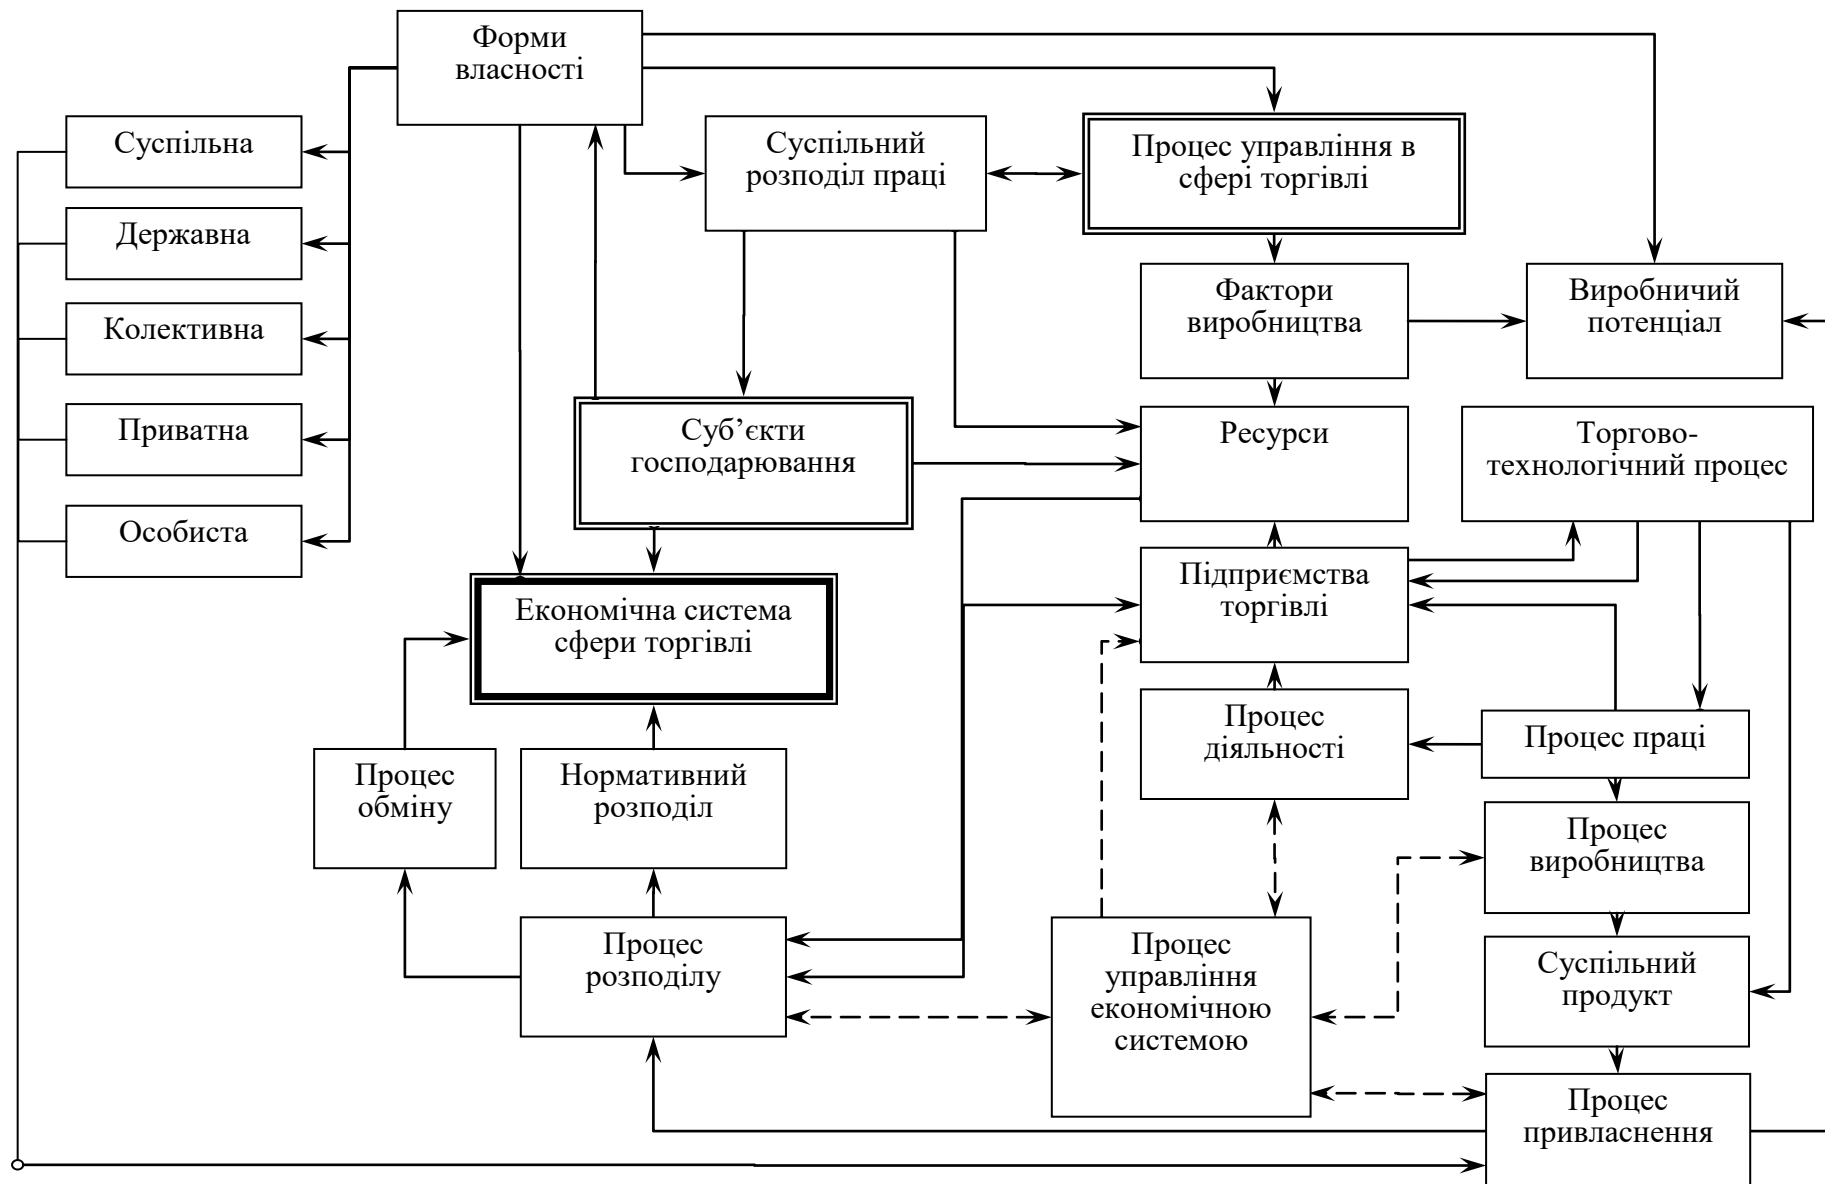 Форми
власності
Суспільна
Державна
Колективна
Приватна
Особиста
Суспільний
розподіл праці
Процес управління в
сфері торгівлі
Фактори
виробництва
Виробничий
потенціал
Суб’єкти
господарювання
Ресурси
Торгово-
технологічний процес
Економічна система
сфери торгівлі
Підприємства
торгівлі
Процес
діяльності
Процес праці
Процес
обміну
Нормативний
розподіл
Процес
виробництва
Процес
розподілу
Процес
управління
економічною
системою
Суспільний
продукт
Процес
привласнення